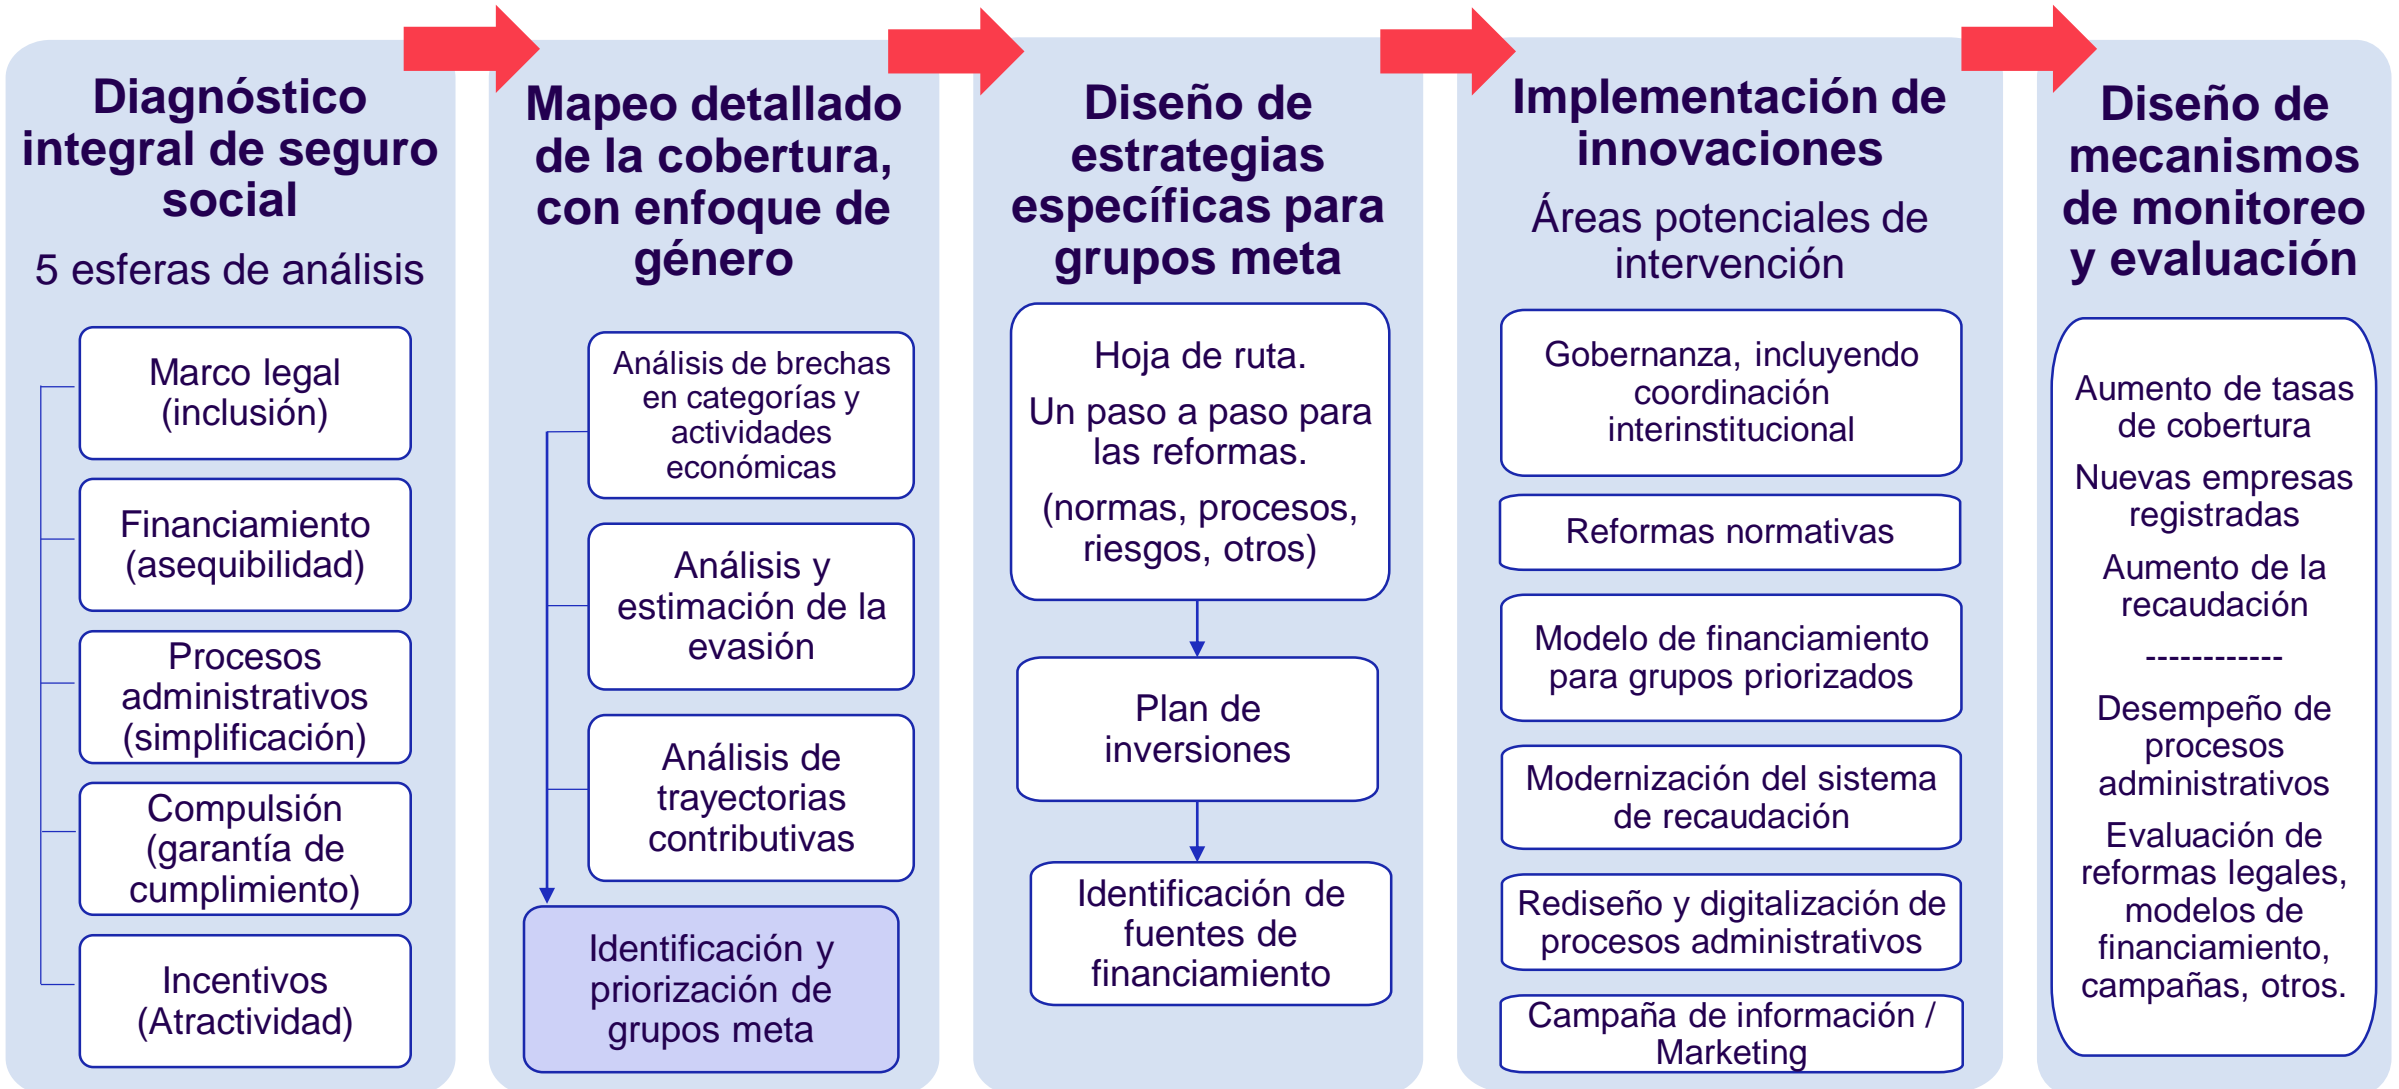 Diagnóstico
integral de seguro
social
5 esferas de análisis
Marco legal
(inclusión)
Financiamiento
(asequibilidad)
Procesos
administrativos
(simplificación)
Compulsión
(garantía de
cumplimiento)
Incentivos
(Atractividad)
Mapeo detallado
de la cobertura,
con enfoque de
género
Análisis de brechas
en categorías y
actividades
económicas
Análisis y
estimación de la
evasión
Análisis de
trayectorias
contributivas
Identificación y
priorización de
grupos meta
Diseño de
estrategias
específicas para
grupos meta
Hoja de ruta.
Un paso a paso para
las reformas.
(normas, procesos,
riesgos, otros)
Plan de
inversiones
Identificación de
fuentes de
financiamiento
Implementación de
innovaciones
Áreas potenciales de
intervención
Gobernanza, incluyendo
coordinación
interinstitucional
Reformas normativas
Modelo de financiamiento
para grupos priorizados
Modernización del sistema
de recaudación
Rediseño y digitalización de
procesos administrativos
Campaña de información /
Marketing
Diseño de
mecanismos
de monitoreo
y evaluación
Aumento de tasas
de cobertura
Nuevas empresas
registradas
Aumento de la
recaudación
------------
Desempeño de
procesos
administrativos
Evaluación de
reformas legales,
modelos de
financiamiento,
campañas, otros.